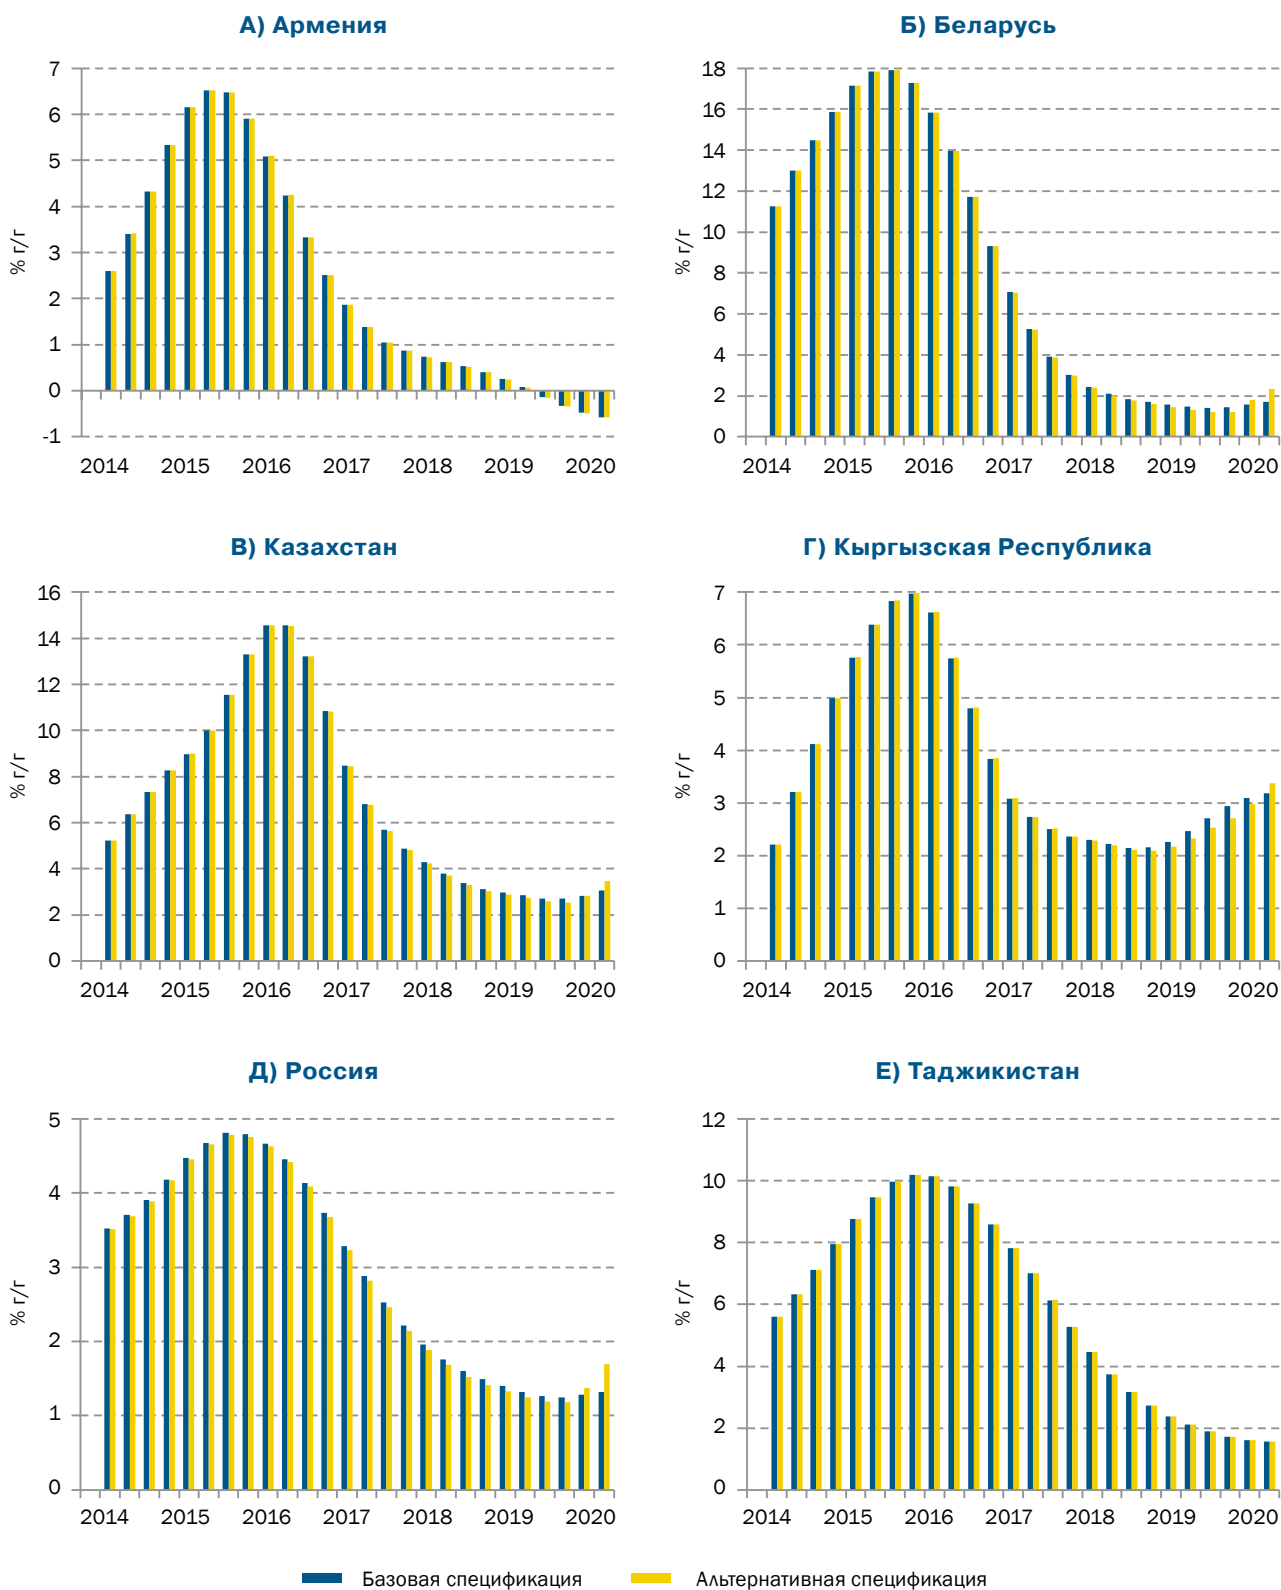 А) Армения
7
6
5
4
3
2
1
0
-1
% г/г
2014 2015 2016 2017 2018 2019 2020
Б) Беларусь
18
16
14
12
10
8
6
4
2
0
% г/г
2014 2015 2016 2017 2018 2019 2020
В) Казахстан
16
14
12
10
8
6
4
2
0
% г/г
2014 2015 2016 2017 2018 2019 2020
Г) Кыргызская Республика
7
6
5
4
3
2
1
0
% г/г
2014 2015 2016 2017 2018 2019 2020
Д) Россия
5
4
3
2
1
0
% г/г
2014 2015 2016 2017 2018 2019 2020
Е) Таджикистан
12
10
8
6
4
2
0
% г/г
2014 2015 2016 2017 2018 2019 2020
Базовая спецификация
Альтернативная спецификация